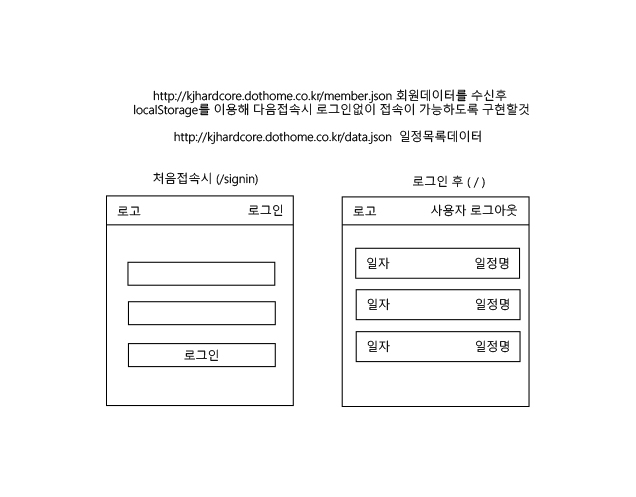 http://kjhardcore.dothome.co.kr/member.json 회원데이터를 수신후
localStorage를 이용해 다음접속시 로그인없이 접속이 가능하도록 구현할것
http://kjhardcore.dothome.co.kr/data.json 일정목록데이터
처음접속시 (/signin)
로고 로그인
로그인
로그인 후 ( / )
로고 사용자 로그아웃
일자 일정명
일자 일정명
일자 일정명